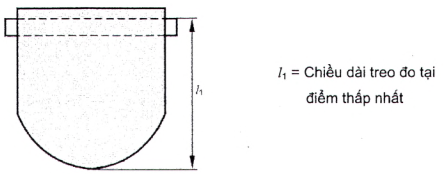 l₁
l₁ = Chiều dài treo đo tại
điểm thấp nhất